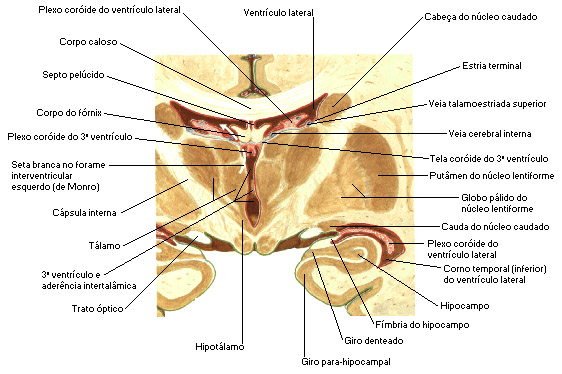 Plexo coróide do ventrículo lateral
Ventrículo lateral
Cabeça do núcleo caudado
Corpo caloso
Septo pelúcido
Corpo do fórnix
Plexo coróide do 3º ventrículo
Seta branca no forame
interventricular
esquerdo (de Monro)
Cápsula interna
Tálamo
3º ventrículo e
aderência intertalâmica
Trato óptico
Hipotálamo
Estria terminal
Veia talamoestriada superior
Veia cerebral interna
Tela coróide do 3º ventrículo
Putâmen do núcleo lentiforme
Globo pálido do
núcleo lentiforme
Cauda do núcleo caudado
Plexo coróide do
ventrículo lateral
Corno temporal (inferior)
do ventrículo lateral
Hipocampo
Fímbria do hipocampo
Giro denteado
Giro para-hipocampal